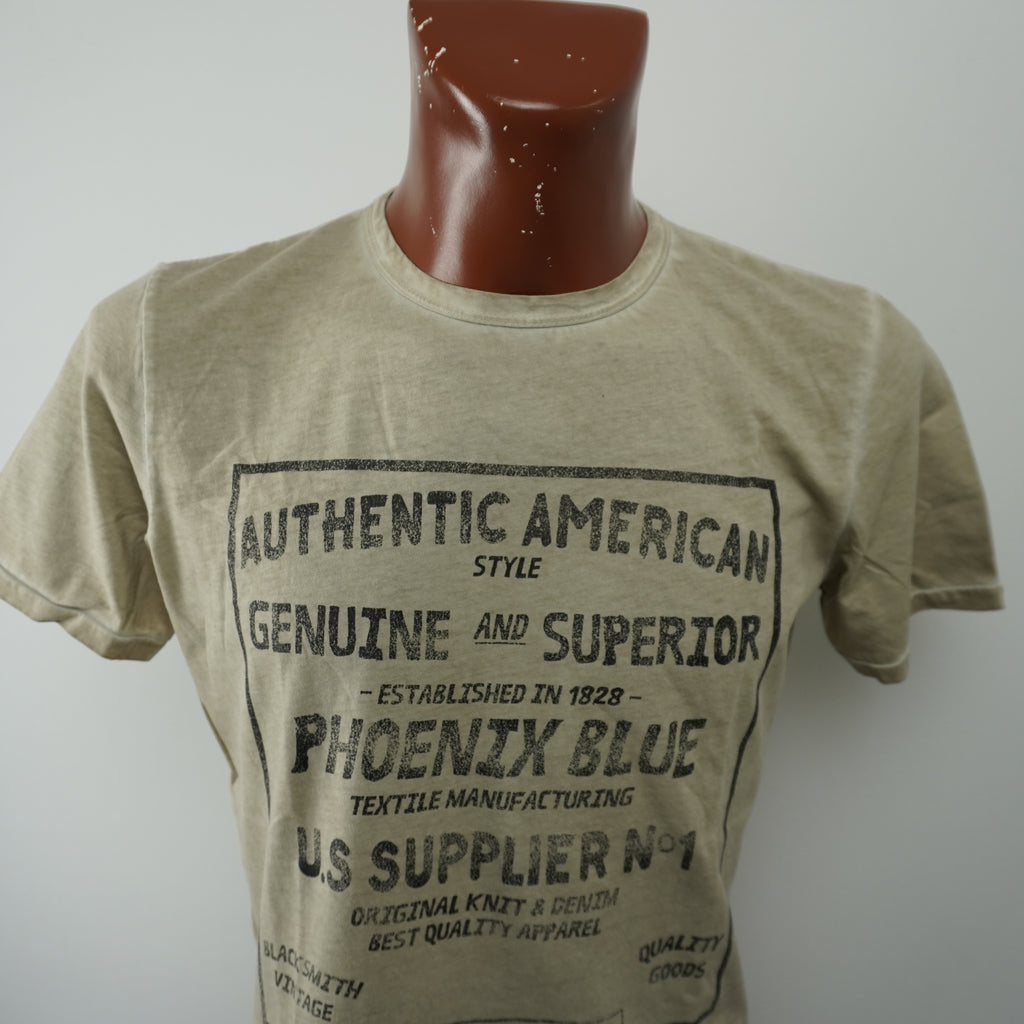 AUTHENTIC AMERICAN
STYLE
GENUINE AND SUPERIOR
- ESTABLISHED IN 1828 -
PHOENIX BLUE
TEXTILE MANUFACTURING
U.S SUPPLIER N°1
ORIGINAL KNIT & DENIM
BEST QUALITY APPAREL
BLACKSMITH
VINTAGE
QUALITY
GOODS